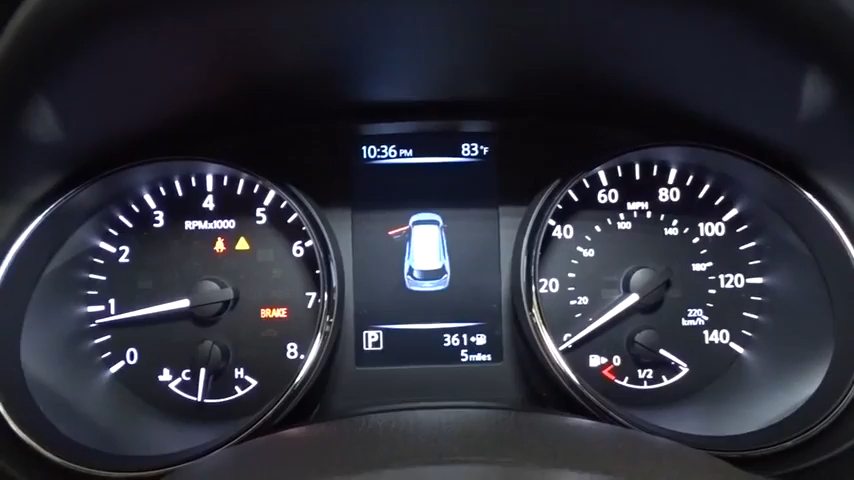 10:36 PM 83°F
0 1 2 3 4 5 6 7 8
RPMx1000
BRAKE
C H
P 361
5 miles
0 20 40 60 80 100 120 140
MPH
20 60 100 140 180 220
km/h
0 1/2